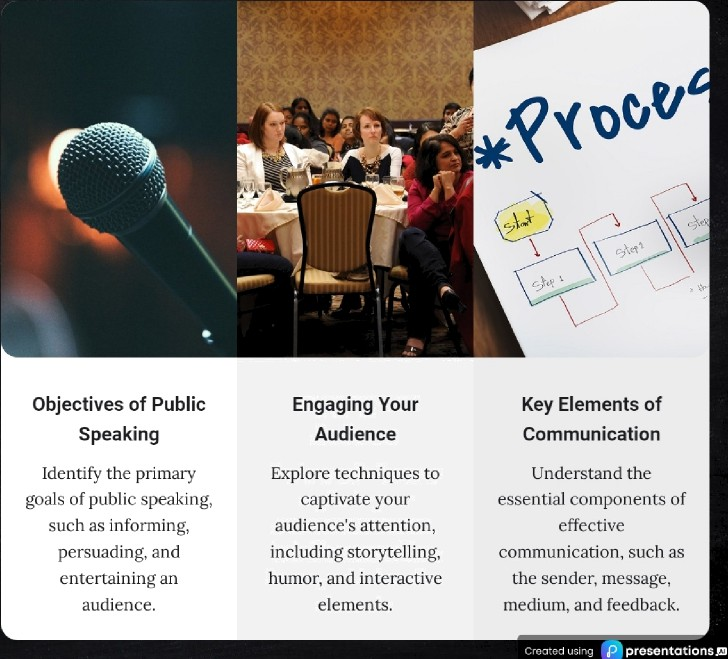 *Proces
start
Step 1
Step 2
Step
Objectives of Public
Speaking
Identify the primary
goals of public speaking,
such as informing,
persuading, and
entertaining an
audience.
Engaging Your
Audience
Explore techniques to
captivate your
audience's attention,
including storytelling,
humor, and interactive
elements.
Key Elements of
Communication
Understand the
essential components of
effective
communication, such as
the sender, message,
medium, and feedback.
Created using presentations